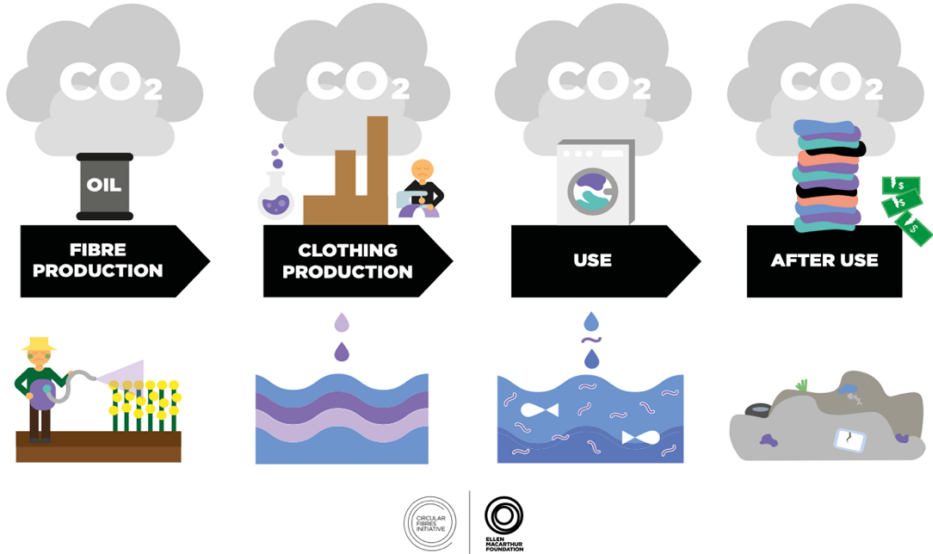 CO₂
CO₂
CO₂
CO₂
OIL
$
$
$
FIBRE
PRODUCTION
CLOTHING
PRODUCTION
USE
AFTER USE
CIRCULAR
FIBRES
INITIATIVE
ELLEN
MACARTHUR
FOUNDATION